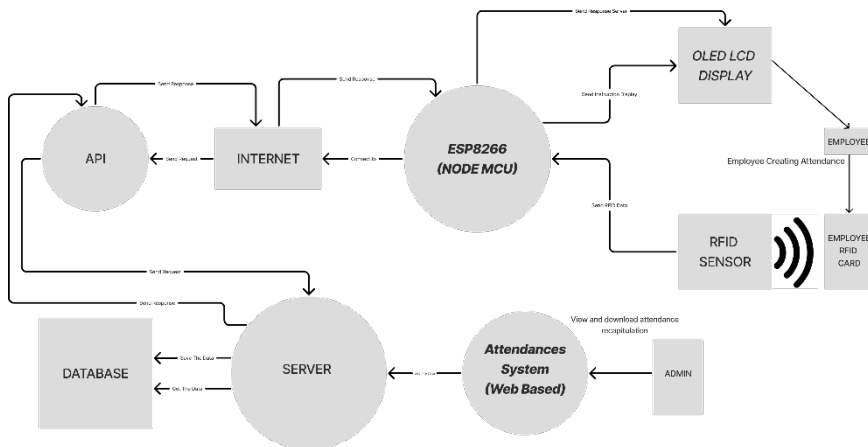 Send Response Server
OLED LCD
DISPLAY
Send Response
Send Response
Send Instruction Display
API
Send Request
INTERNET
Connect to
ESP8266
(NODE MCU)
EMPLOYEE
Employee Creating Attendance
Send RFID Data
RFID
SENSOR
EMPLOYEE
RFID
CARD
Send Request
Send Response
View and download attendance
recapitulation
DATABASE
Save The Data
Get The Data
SERVER
Attendances
System
(Web Based)
ADMIN